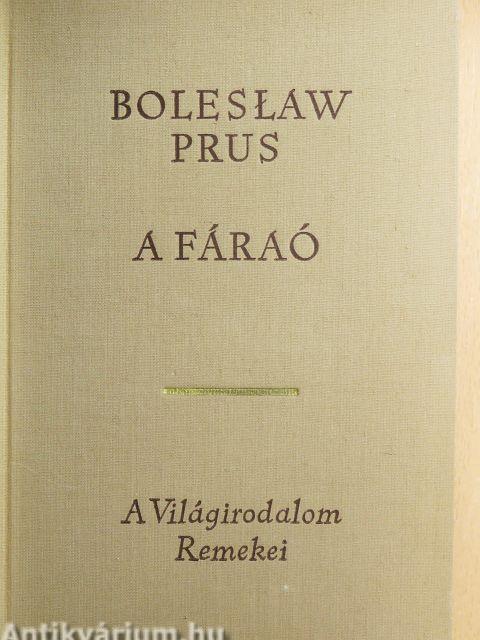 BOLESŁAW
PRUS
A FÁRAÓ
A Világirodalom
Remekei
Antikvárium.hu